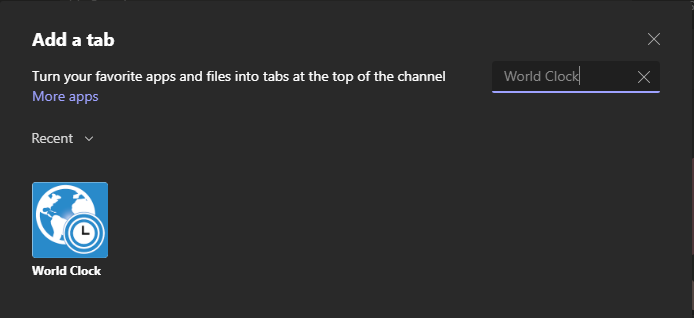 Add a tab
Turn your favorite apps and files into tabs at the top of the channel
More apps
World Clock
Recent
World Clock